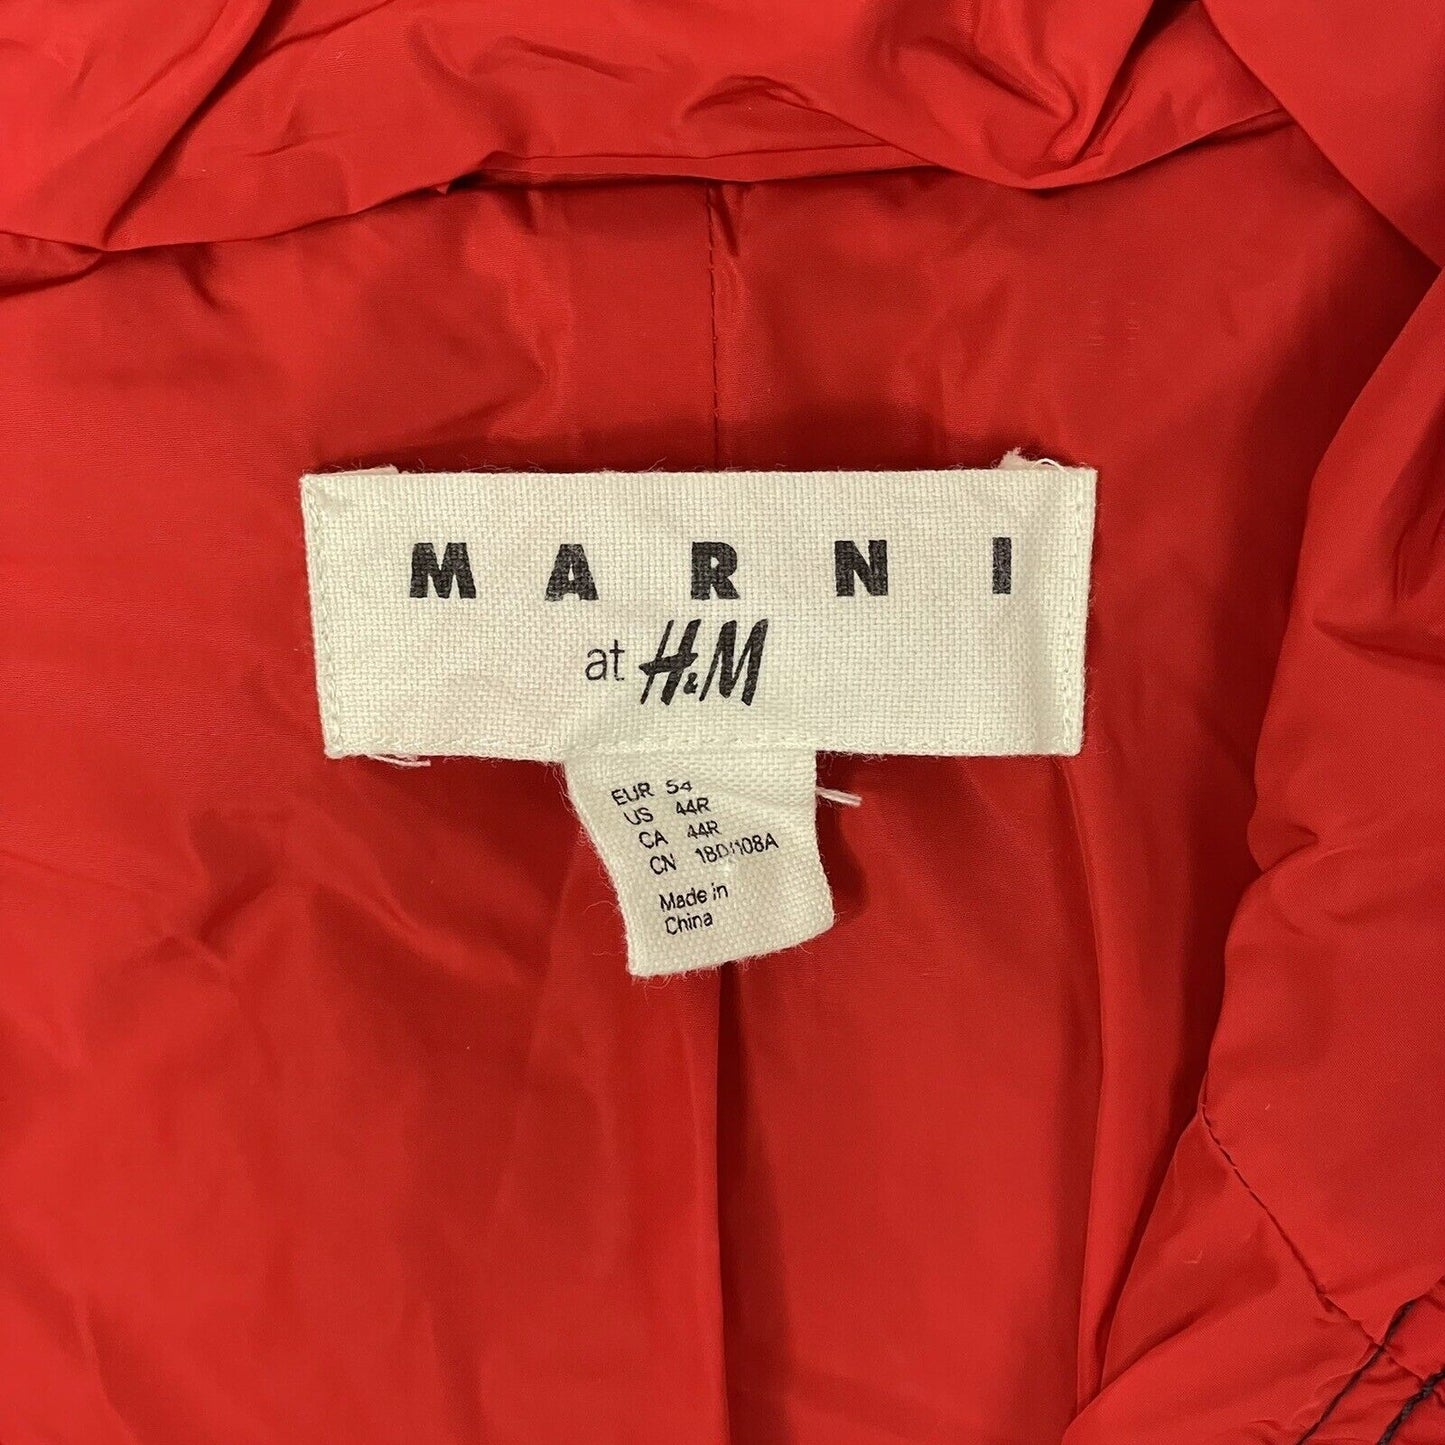 MARNI
at H&M
EUR 54
US 44R
CA 44R
CN 180/108A
Made in
China